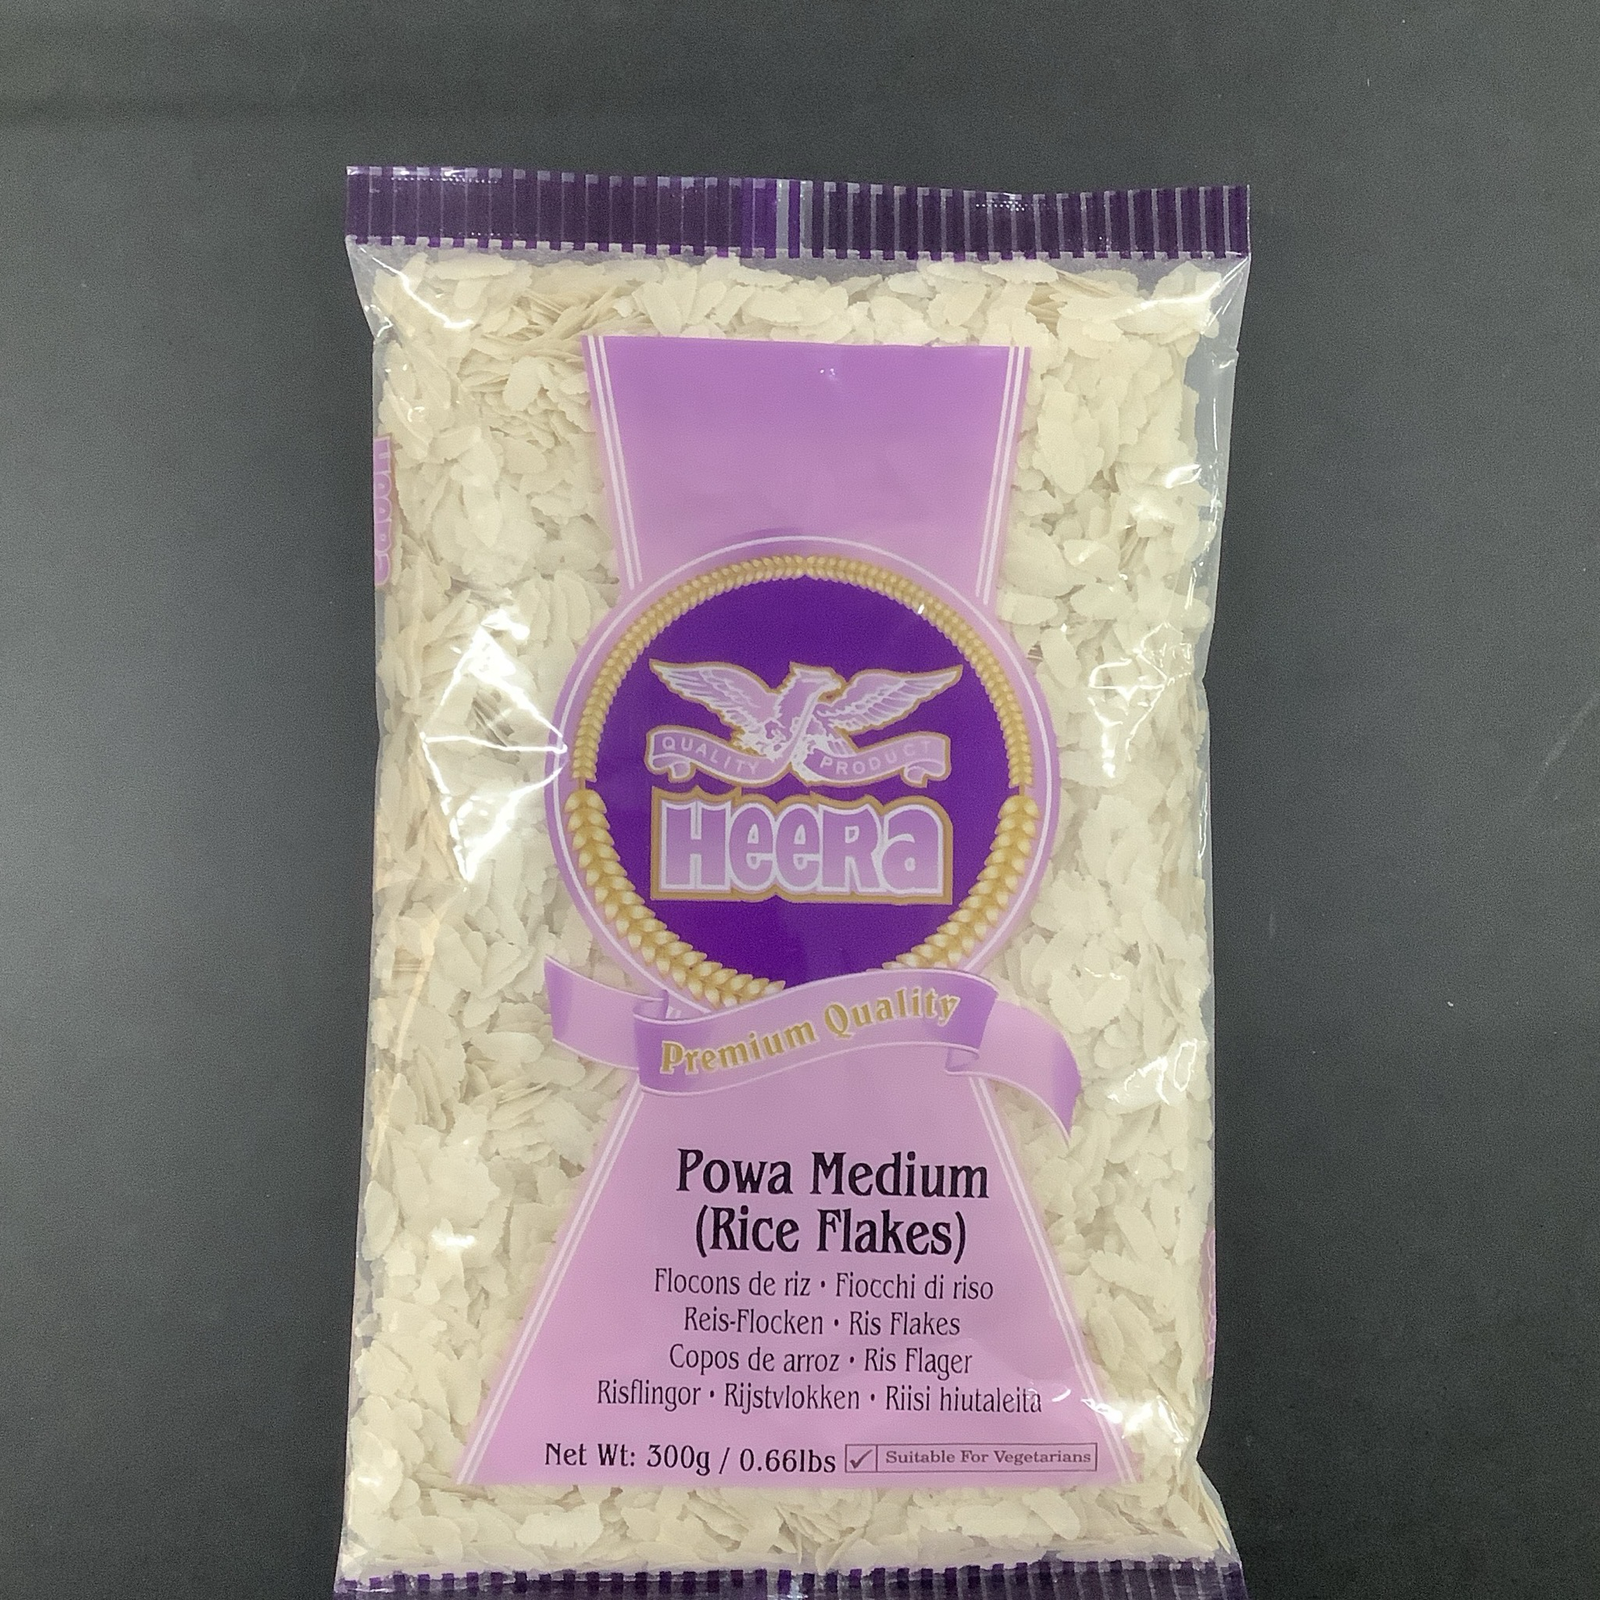 QUALITY PRODUCT
HeeRa
Premium Quality
Powa Medium
(Rice Flakes)
Flocons de riz • Fiocchi di riso
Reis-Flocken • Ris Flakes
Copos de arroz • Ris Flager
Risflingor • Rijstvlokken • Riisi hiutaleita
Net Wt: 300g / 0.66lbs ✓ Suitable For Vegetarians